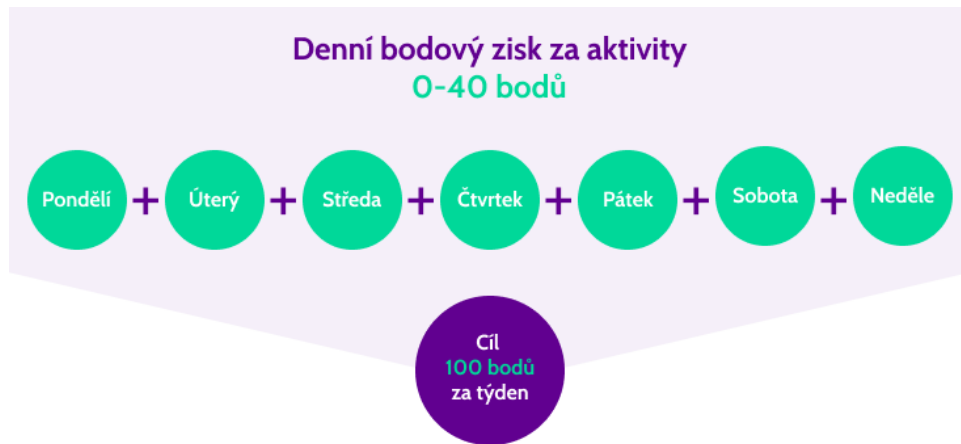 Denní bodový zisk za aktivity
0-40 bodů
Pondělí + Úterý + Středa + Čtvrtek + Pátek + Sobota + Neděle
Cíl
100 bodů
za týden